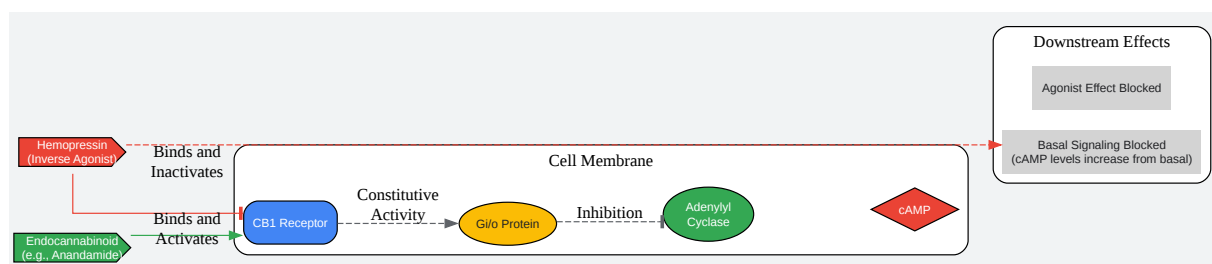 Downstream Effects
Agonist Effect Blocked
Basal Signaling Blocked
(cAMP levels increase from basal)
Hemopressin
(Inverse Agonist)
Binds and
Inactivates
Cell Membrane
Binds and
Activates
Endocannabinoid
(e.g., Anandamide)
CB1 Receptor
Constitutive
Activity
Gi/o Protein
Inhibition
Adenylyl
Cyclase
cAMP